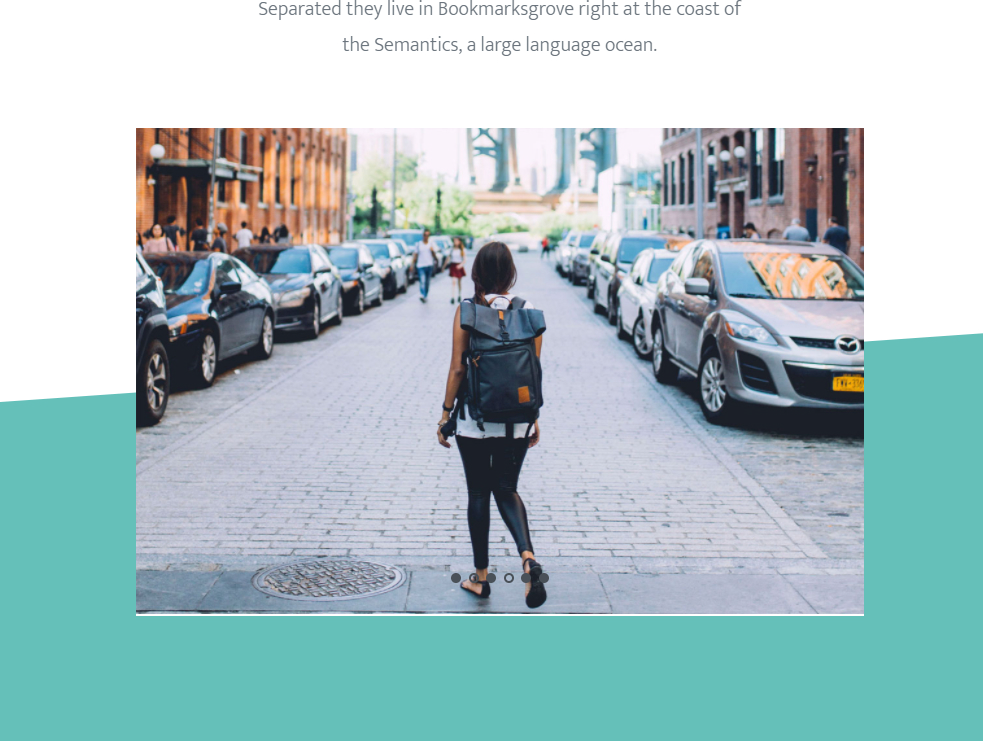 Separated they live in Bookmarksgrove right at the coast of
the Semantics, a large language ocean.